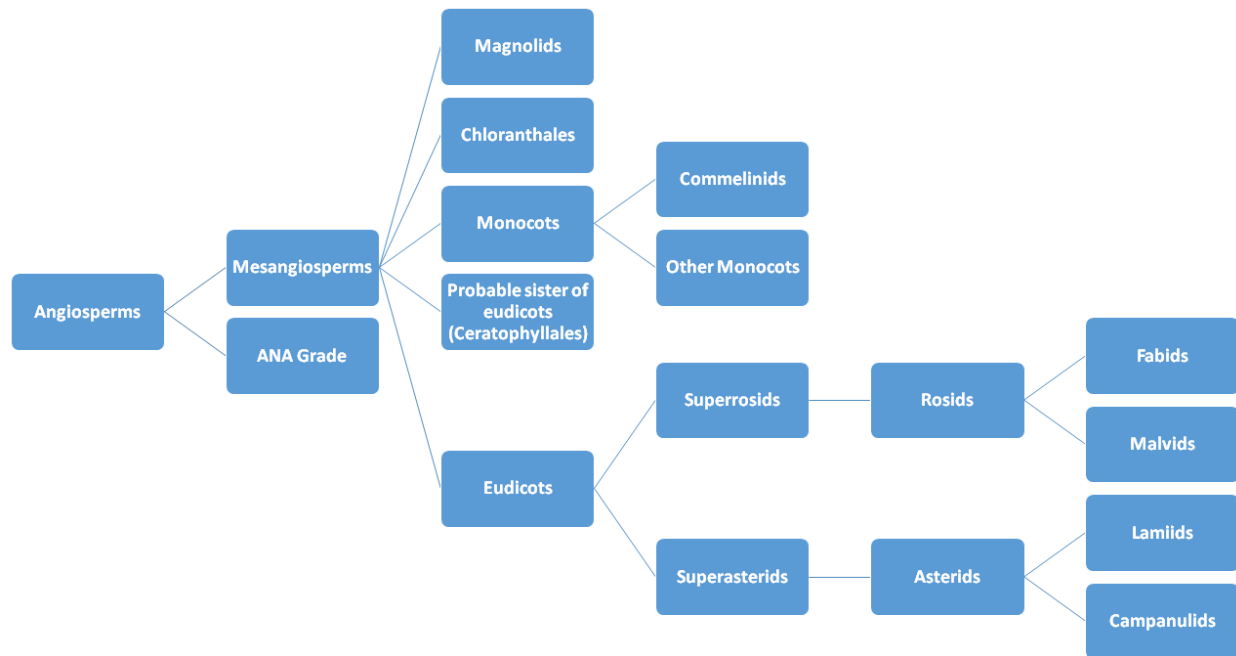 Angiosperms
Mesangiosperms
ANA Grade
Magnolids
Chloranthales
Monocots
Probable sister of
eudicots
(Ceratophyllales)
Eudicots
Commelinids
Other Monocots
Superrosids
Superasterids
Rosids
Asterids
Fabids
Malvids
Lamiids
Campanulids